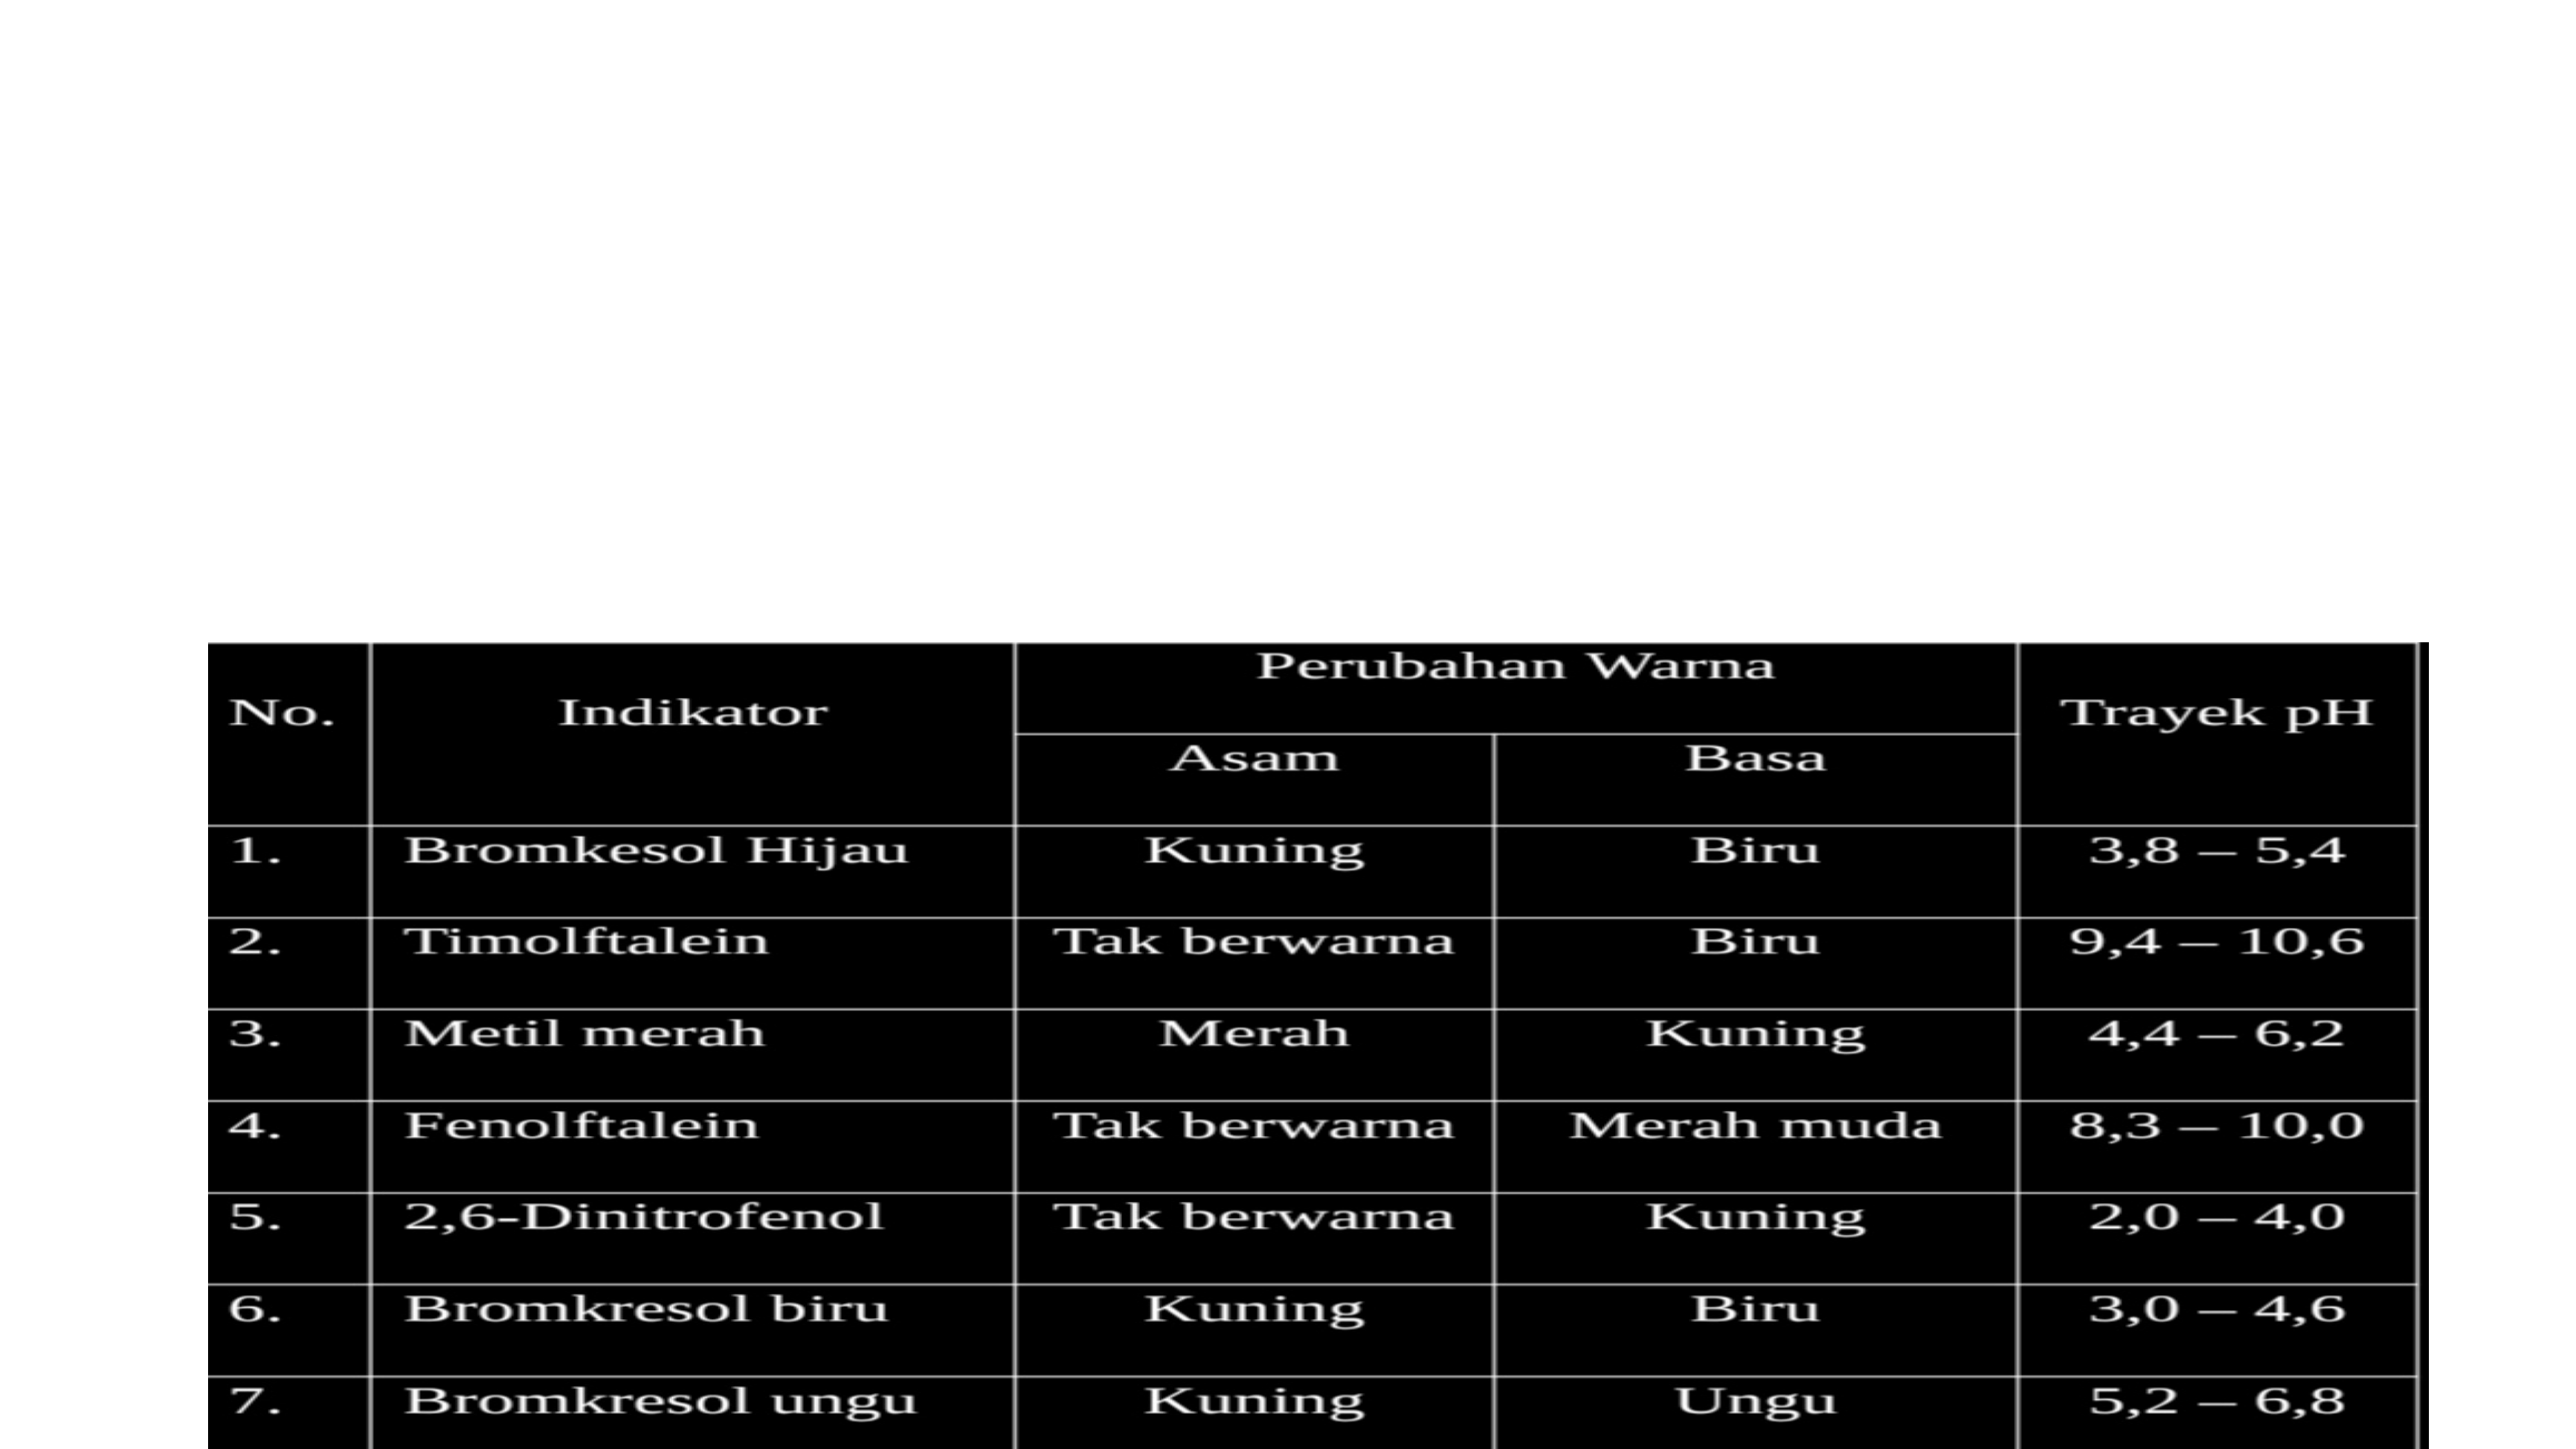 Perubahan Warna
No. Indikator Trayek pH
Asam Basa
1. Bromkesol Hijau Kuning Biru 3,8 – 5,4
2. Timolftalein Tak berwarna Biru 9,4 – 10,6
3. Metil merah Merah Kuning 4,4 – 6,2
4. Fenolftalein Tak berwarna Merah muda 8,3 – 10,0
5. 2,6-Dinitrofenol Tak berwarna Kuning 2,0 – 4,0
6. Bromkresol biru Kuning Biru 3,0 – 4,6
7. Bromkresol ungu Kuning Ungu 5,2 – 6,8